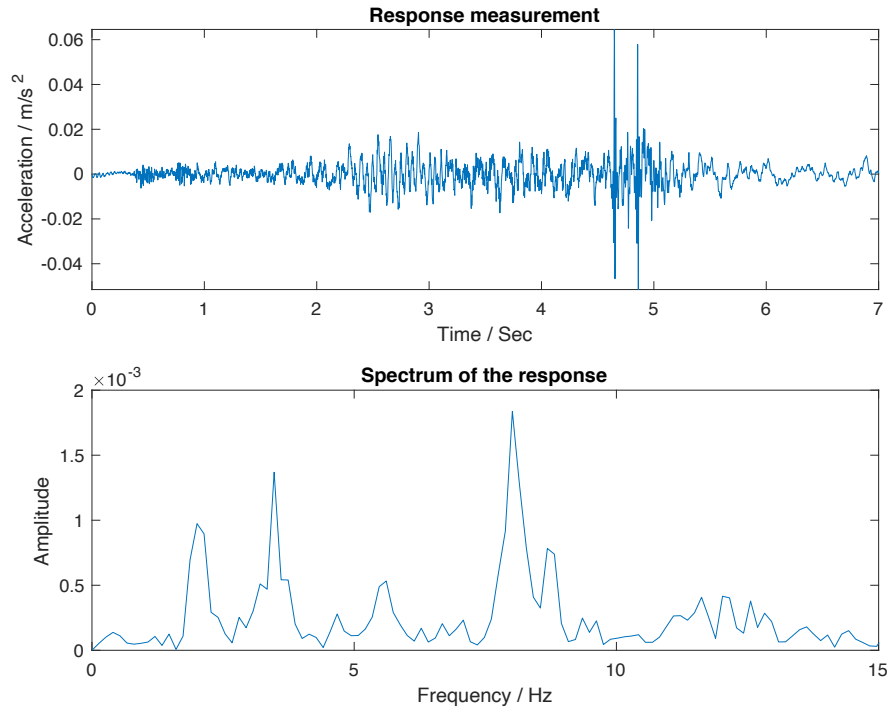 Response measurement
0.06
0.04
0.02
0
-0.02
-0.04
Acceleration / m/s²
0 1 2 3 4 5 6 7
Time / Sec
×10⁻³
Spectrum of the response
2
1.5
1
0.5
0
Amplitude
0 5 10 15
Frequency / Hz